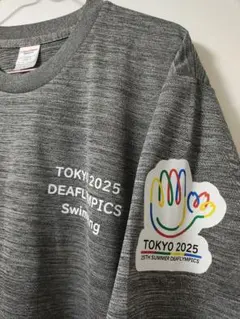 TOKYO 2025
DEAFLYMPICS
Swimming
TOKYO 2025
25TH SUMMER DEAFLYMPICS